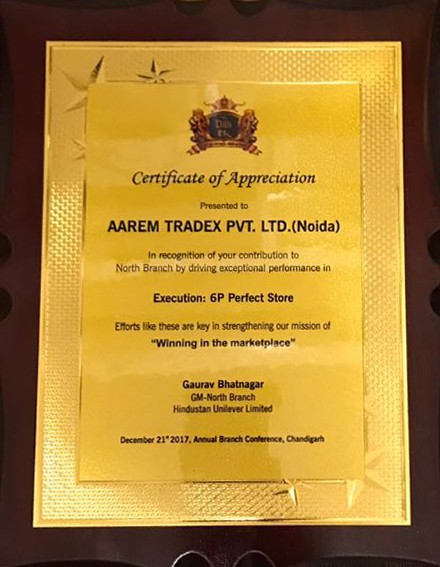 Certificate of Appreciation
Presented to
AAREM TRADEX PVT. LTD.(Noida)
In recognition of your contribution to
North Branch by driving exceptional performance in
Execution: 6P Perfect Store
Efforts like these are key in strengthening our mission of
"Winning in the marketplace"
Gaurav Bhatnagar
GM-North Branch
Hindustan Unilever Limited
December 21st 2017, Annual Branch Conference, Chandigarh